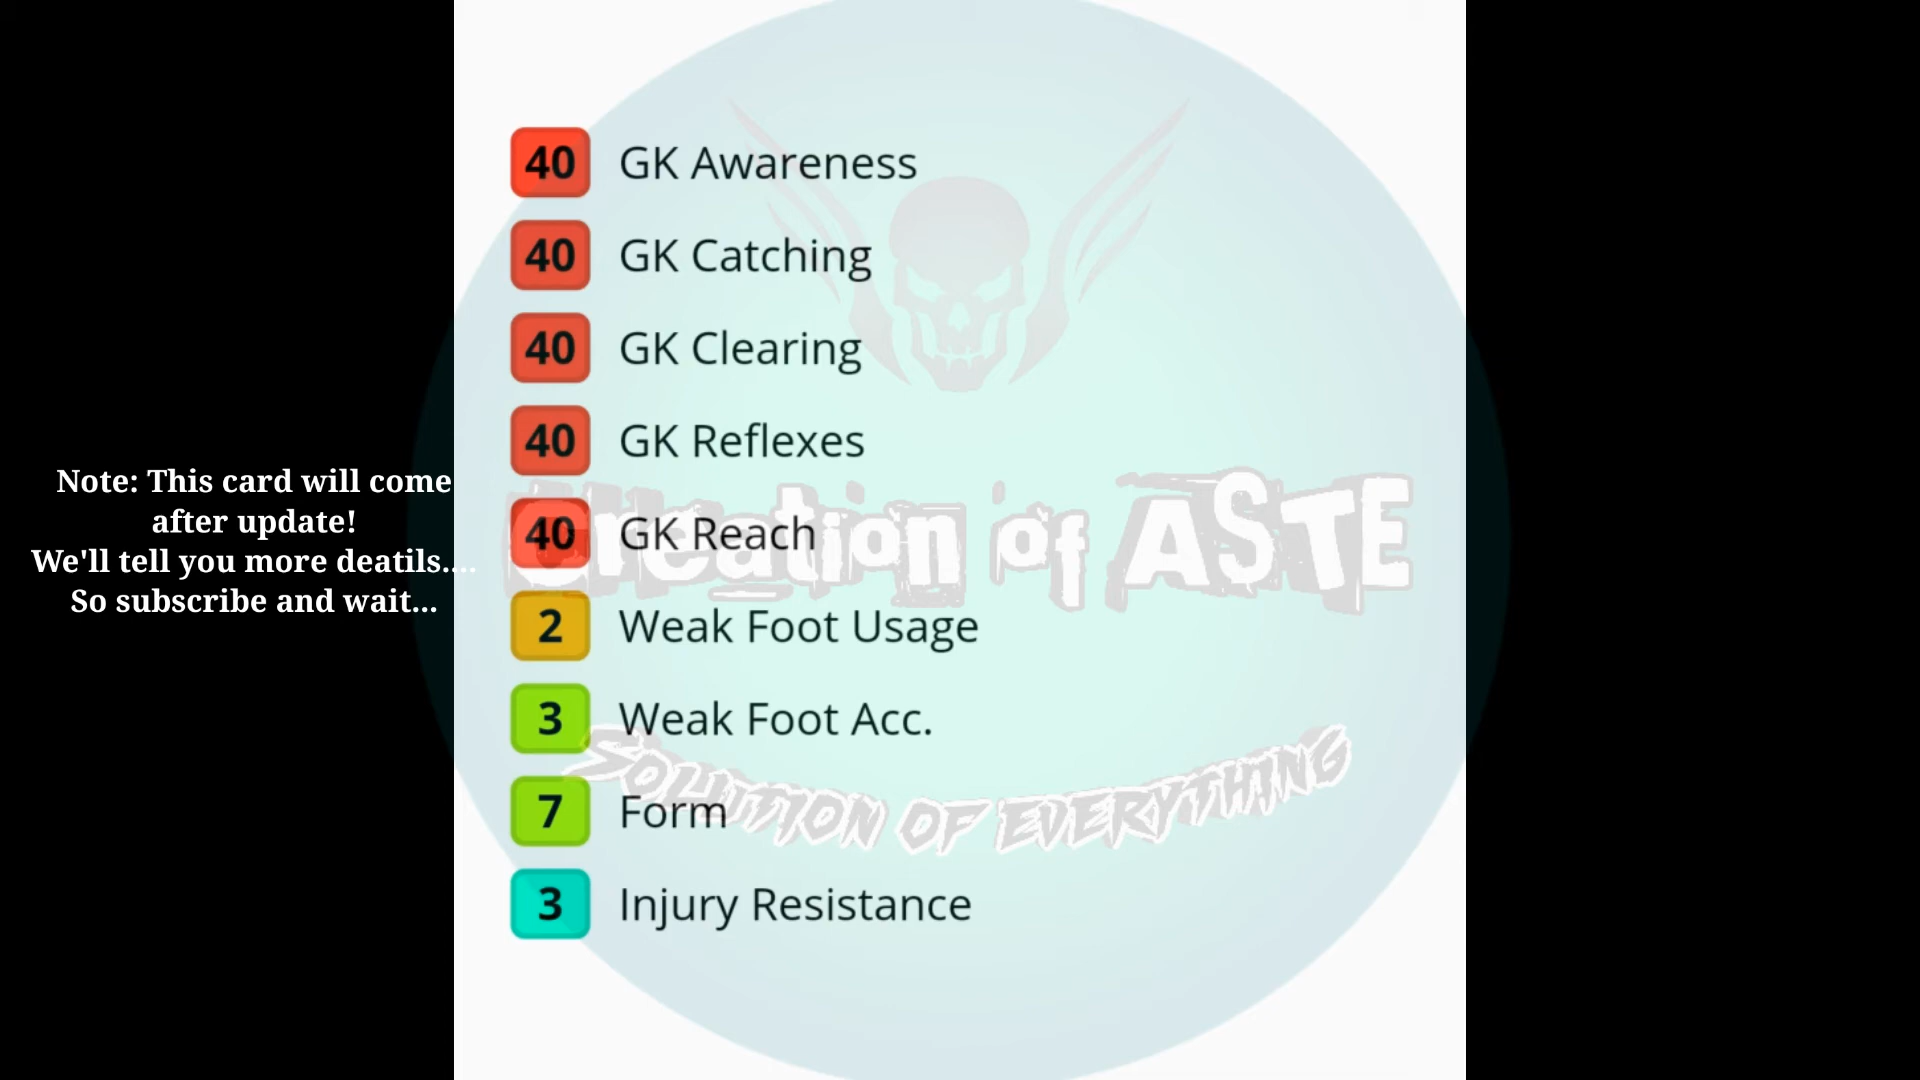 40 GK Awareness
40 GK Catching
40 GK Clearing
40 GK Reflexes
40 GK Reach
2 Weak Foot Usage
3 Weak Foot Acc.
7 Form
3 Injury Resistance
Note: This card will come
after update!
We'll tell you more deatils....
So subscribe and wait...
Creation of ASTE
SOLUTION OF EVERYTHING